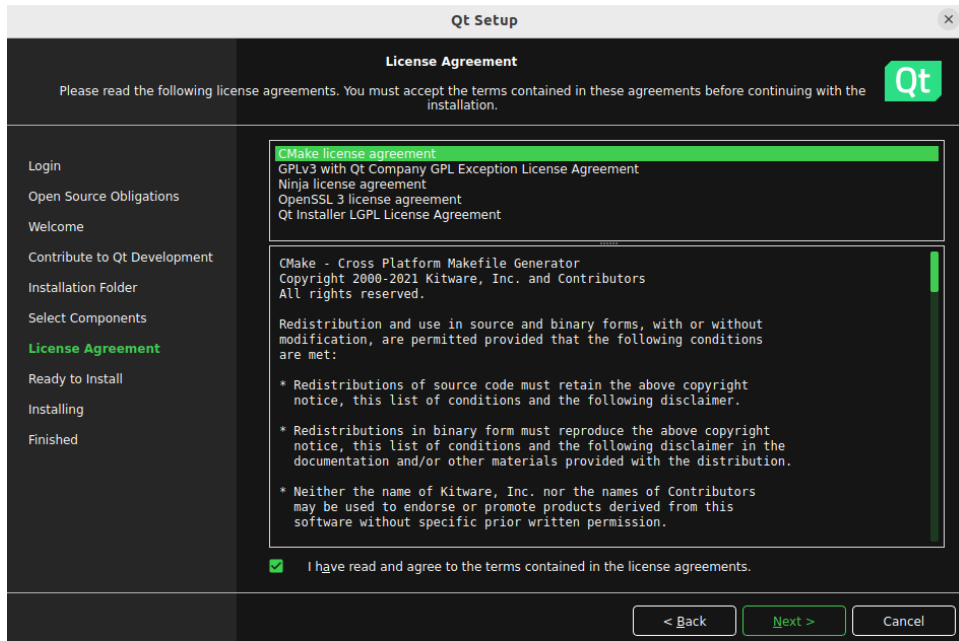 Qt Setup
License Agreement
Please read the following license agreements. You must accept the terms contained in these agreements before continuing with the
installation.
Qt
Login
Open Source Obligations
Welcome
Contribute to Qt Development
Installation Folder
Select Components
License Agreement
Ready to Install
Installing
Finished
CMake license agreement
GPLv3 with Qt Company GPL Exception License Agreement
Ninja license agreement
OpenSSL 3 license agreement
Qt Installer LGPL License Agreement
CMake - Cross Platform Makefile Generator
Copyright 2000-2021 Kitware, Inc. and Contributors
All rights reserved.
Redistribution and use in source and binary forms, with or without
modification, are permitted provided that the following conditions
are met:
* Redistributions of source code must retain the above copyright
notice, this list of conditions and the following disclaimer.
* Redistributions in binary form must reproduce the above copyright
notice, this list of conditions and the following disclaimer in the
documentation and/or other materials provided with the distribution.
* Neither the name of Kitware, Inc. nor the names of Contributors
may be used to endorse or promote products derived from this
software without specific prior written permission.
I have read and agree to the terms contained in the license agreements.
< Back
Next >
Cancel